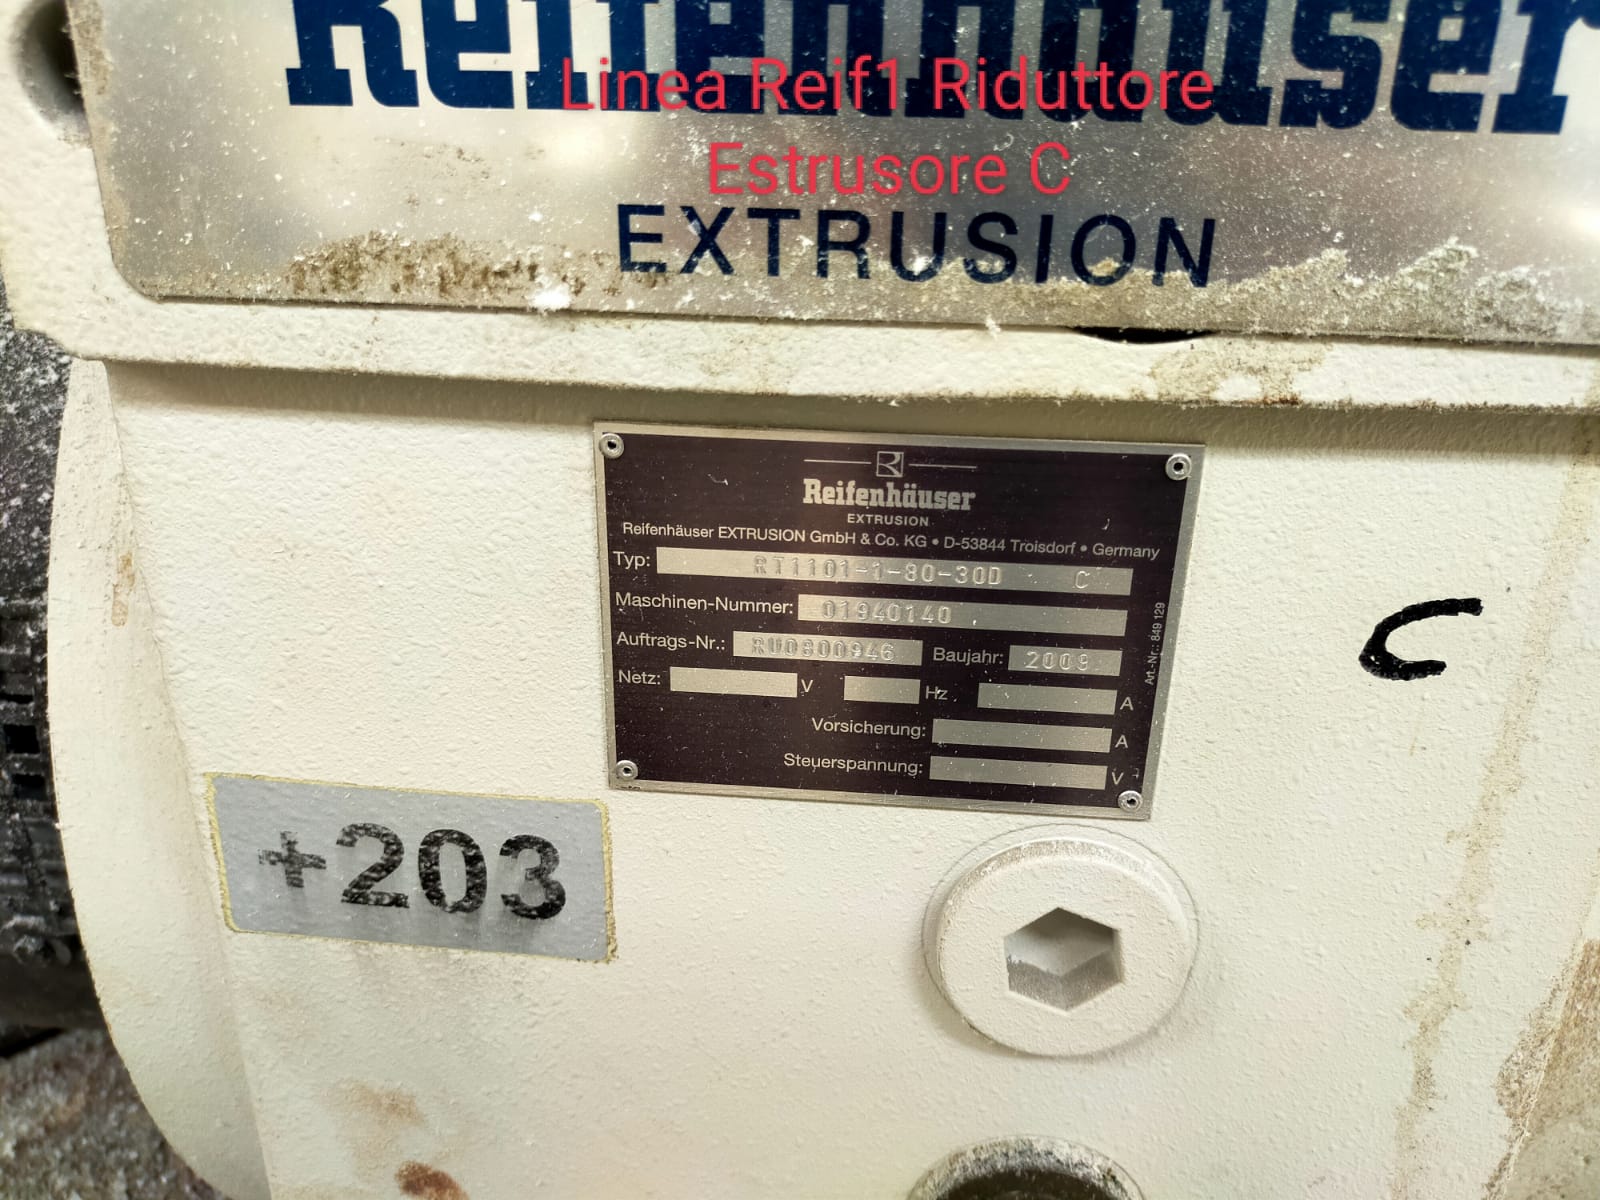 Reifenhäuser
Linea Reif1 Riduttore
Estrusore C
EXTRUSION
Reifenhäuser
EXTRUSION
Reifenhäuser EXTRUSION GmbH & Co. KG • D-53844 Troisdorf • Germany
Typ: RT1101-1-80-30D C
Maschinen-Nummer: 01940140
Auftrags-Nr.: RU0800946 Baujahr: 2009
Netz: V Hz A
Vorsicherung: A
Steuerspannung: V
Art.-Nr.: 849 129
C
+203